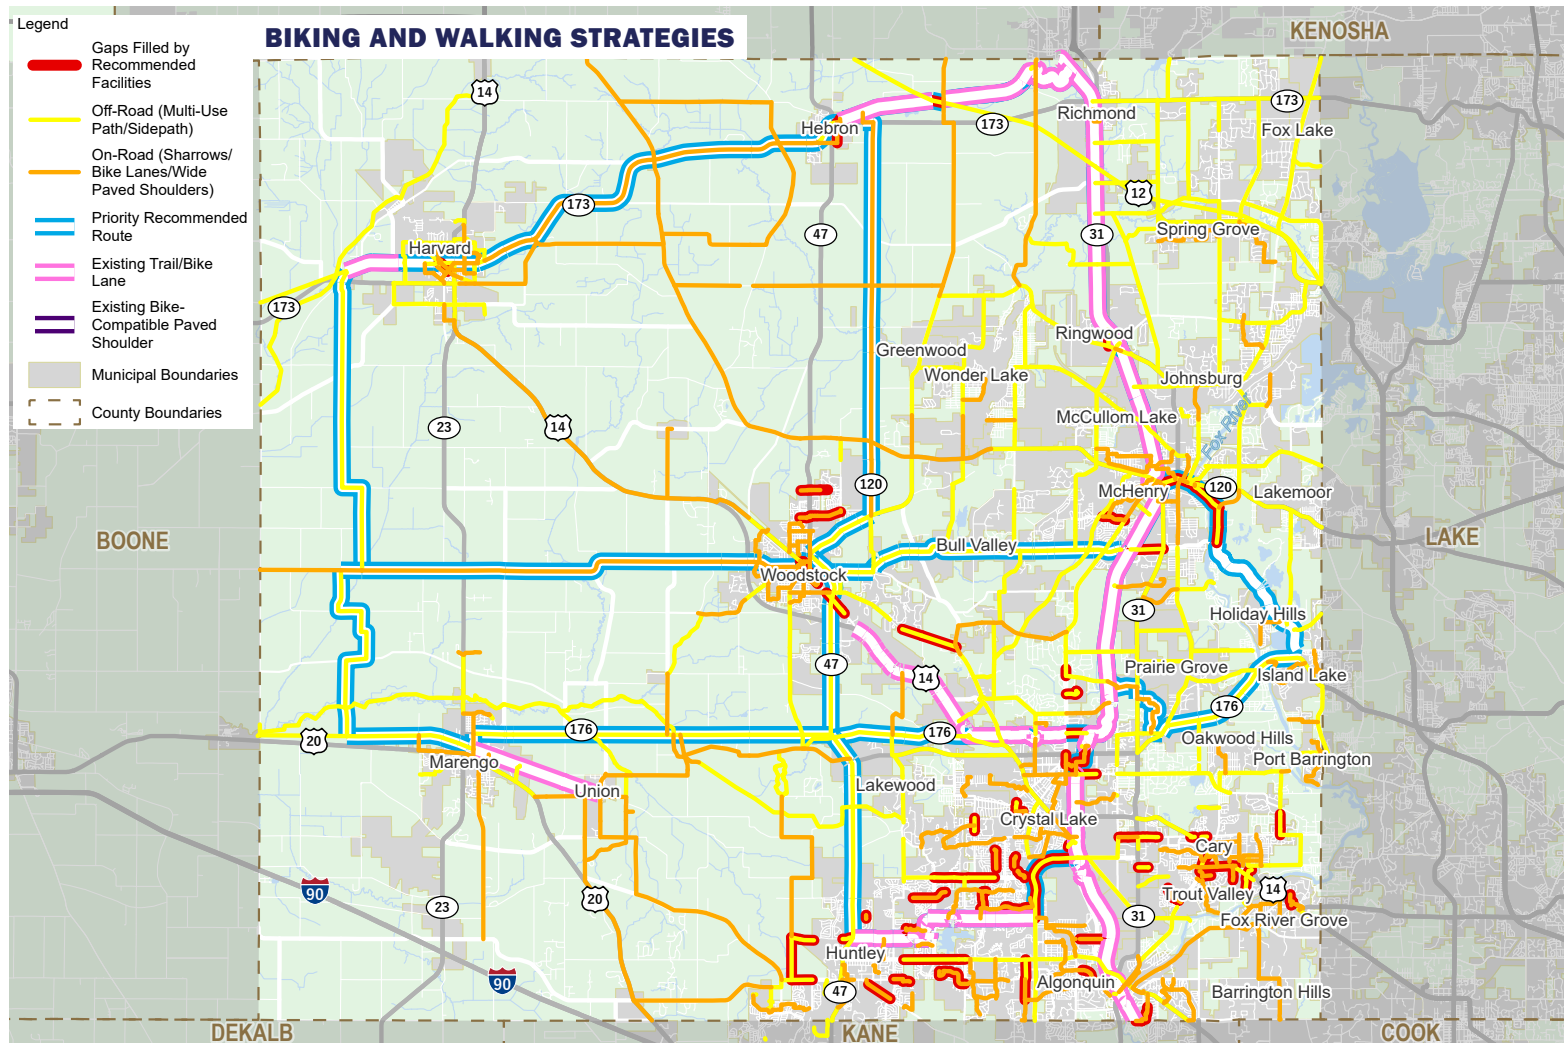 Legend
BIKING AND WALKING STRATEGIES
Gaps Filled by
Recommended
Facilities
Off-Road (Multi-Use
Path/Sidepath)
On-Road (Sharrows/
Bike Lanes/Wide
Paved Shoulders)
Priority Recommended
Route
Existing Trail/Bike
Lane
Existing Bike-
Compatible Paved
Shoulder
Municipal Boundaries
County Boundaries
KENOSHA
14
173
Richmond
Hebron
173
Fox Lake
12
173
47
31
Spring Grove
Harvard
173
Ringwood
Greenwood
Wonder Lake
Johnsburg
McCullom Lake
23
14
Fox River
120
McHenry
120
Lakemoor
BOONE
LAKE
Bull Valley
Woodstock
31
Holiday Hills
47
14
Prairie Grove
Island Lake
176
20
176
176
Oakwood Hills
Marengo
Port Barrington
Union
Lakewood
Crystal Lake
Cary
90
20
23
14
Trout Valley
31
Fox River Grove
Huntley
90
47
Algonquin
Barrington Hills
DEKALB
KANE
COOK